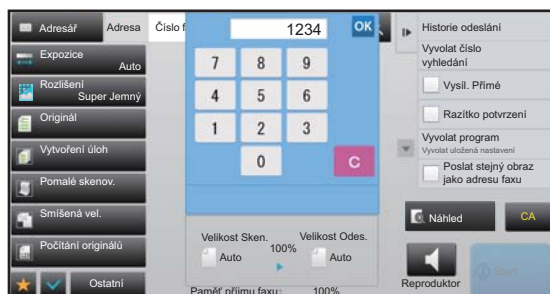 Adresář
Adresa
Číslo f
1234
OK
Historie odeslání
Expozice
Auto
Vyvolat číslo
vyhledání
Rozlišení
Super Jemný
7 8 9
Vysíl. Přímé
Originál
4 5 6
Razítko potvrzení
Vytvoření úloh
1 2 3
Vyvolat program
Vyvolat uložená nastavení
Pomalé skenov.
0 C
Poslat stejný obraz
jako adresu faxu
Smíšená vel.
Náhled
CA
Počítání originálů
Velikost Sken.
100%
Velikost Odes.
Auto
Auto
Ostatní
Paměť příjmu faxu: 100%
Reproduktor
Start